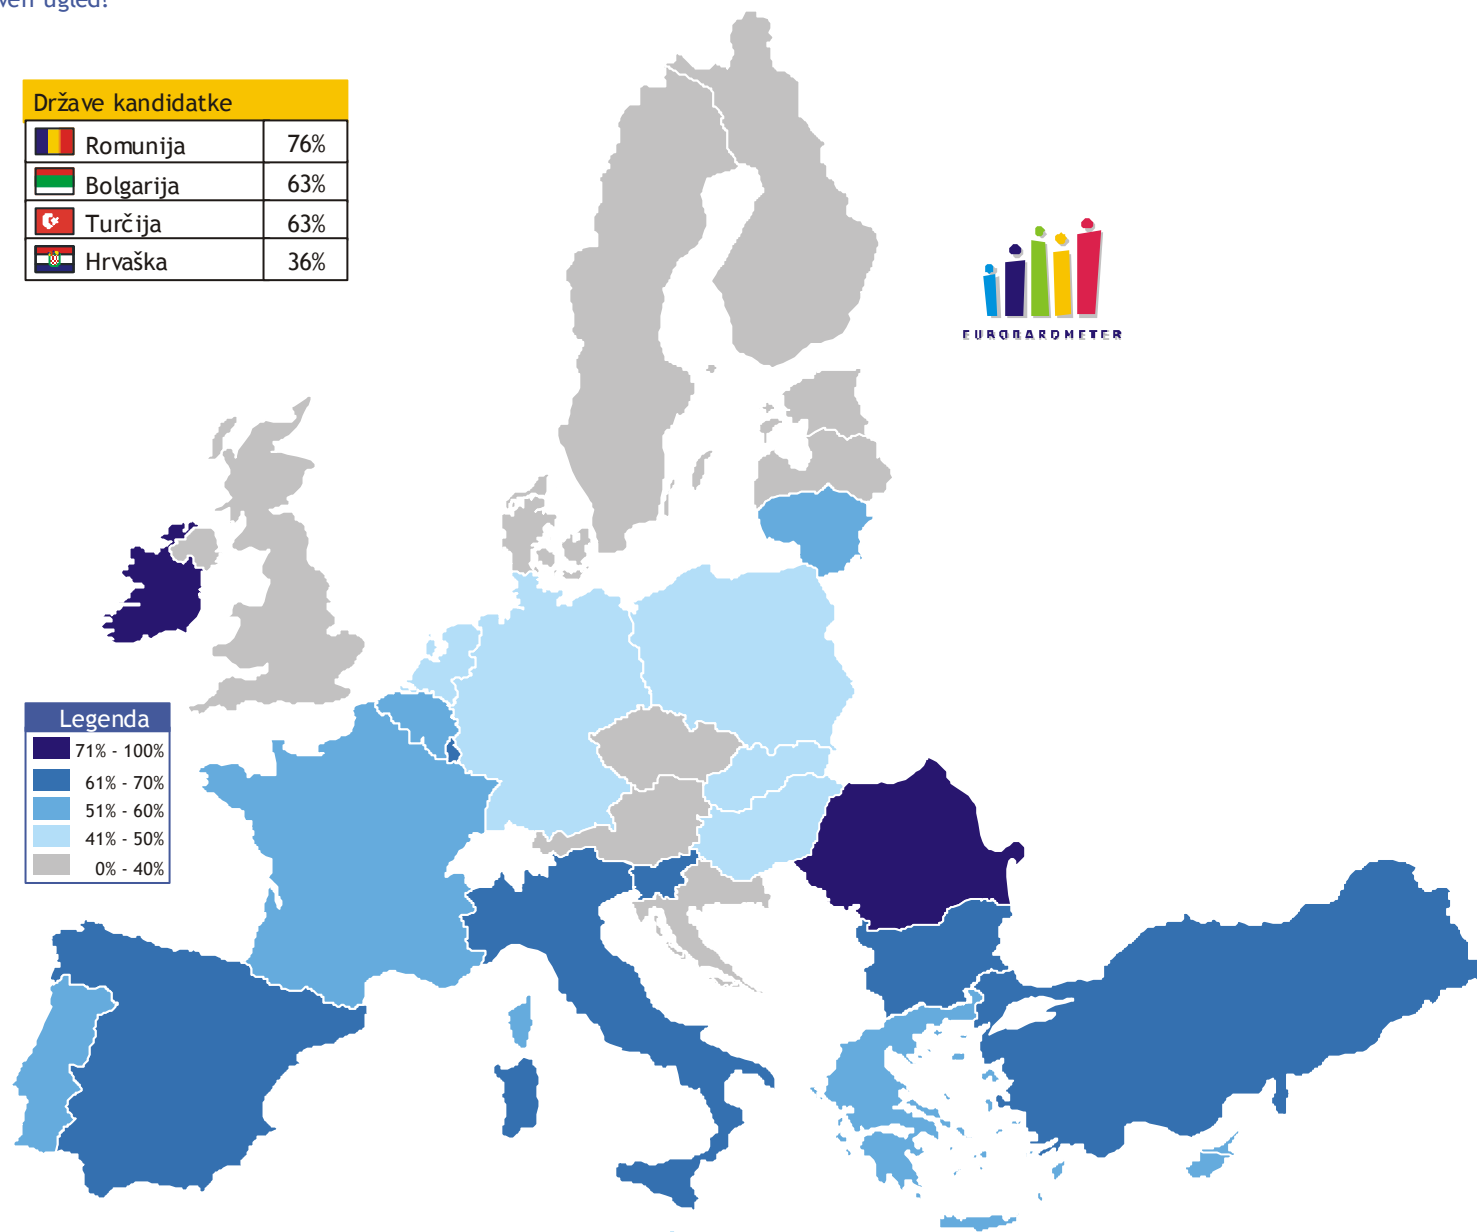 Države kandidatke
Romunija 76%
Bolgarija 63%
Turčija 63%
Hrvaška 36%
EUROBAROMETER
Legenda
71% - 100%
61% - 70%
51% - 60%
41% - 50%
0% - 40%